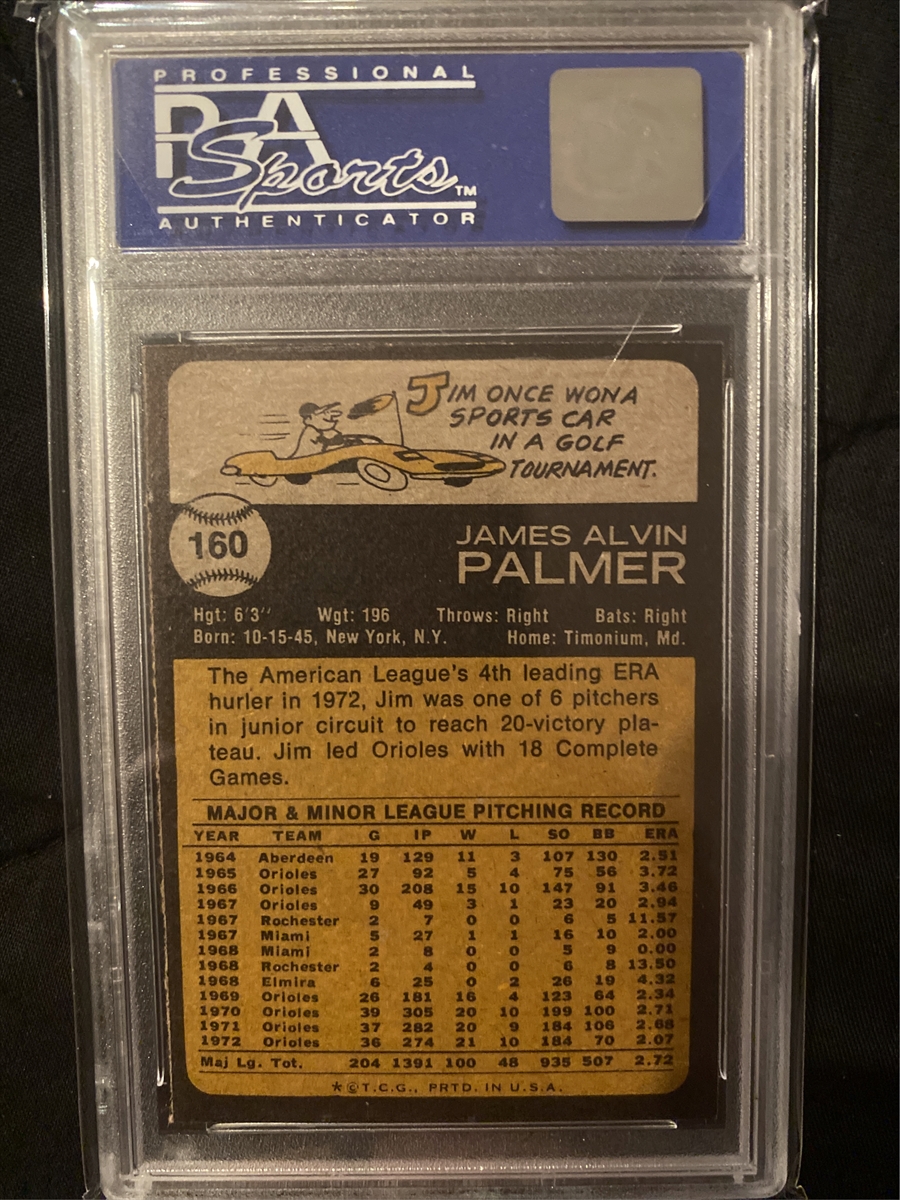 PROFESSIONAL
PSA
Sports™
AUTHENTICATOR
JIM ONCE WON A
SPORTS CAR
IN A GOLF
TOURNAMENT.
160
JAMES ALVIN
PALMER
Hgt: 6'3'' Wgt: 196 Throws: Right Bats: Right
Born: 10-15-45, New York, N.Y. Home: Timonium, Md.
The American League's 4th leading ERA
hurler in 1972, Jim was one of 6 pitchers
in junior circuit to reach 20-victory pla-
teau. Jim led Orioles with 18 Complete
Games.
MAJOR & MINOR LEAGUE PITCHING RECORD
YEAR TEAM G IP W L SO BB ERA
1964 Aberdeen 19 129 11 3 107 130 2.51
1965 Orioles 27 92 5 4 75 56 3.72
1966 Orioles 30 208 15 10 147 91 3.46
1967 Orioles 9 49 3 1 23 20 2.94
1967 Rochester 2 7 0 0 6 5 11.57
1967 Miami 5 27 1 1 16 10 2.00
1968 Miami 2 8 0 0 5 9 0.00
1968 Rochester 2 4 0 0 6 8 13.50
1968 Elmira 6 25 0 2 26 19 4.32
1969 Orioles 26 181 16 4 123 64 2.34
1970 Orioles 39 305 20 10 199 100 2.71
1971 Orioles 37 282 20 9 184 106 2.68
1972 Orioles 36 274 21 10 184 70 2.07
Maj Lg. Tot. 204 1391 100 48 935 507 2.72
*©T.C.G., PRTD. IN U.S.A.